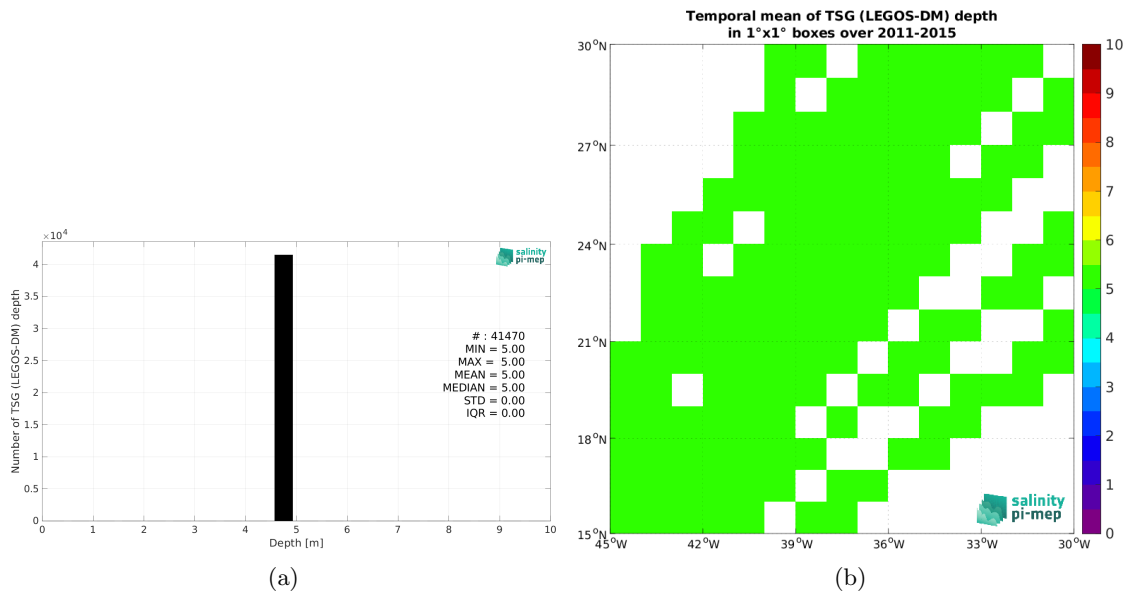 ×10⁴
4
3.5
3
2.5
2
1.5
1
0.5
0
0 1 2 3 4 5 6 7 8 9 10
Depth [m]
Number of TSG (LEGOS-DM) depth
salinity
pi-mep
# : 41470
MIN = 5.00
MAX = 5.00
MEAN = 5.00
MEDIAN = 5.00
STD = 0.00
IQR = 0.00
(a)
Temporal mean of TSG (LEGOS-DM) depth
in 1°x1° boxes over 2011-2015
30°N
27°N
24°N
21°N
18°N
15°N
45°W 42°W 39°W 36°W 33°W 30°W
salinity
pi-mep
10
9
8
7
6
5
4
3
2
1
0
(b)